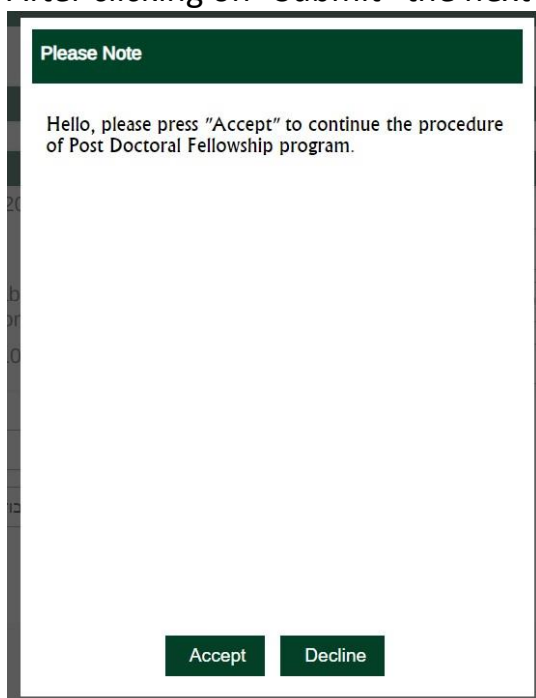 After clicking on "Submit" the next
Please Note
Hello, please press "Accept" to continue the procedure
of Post Doctoral Fellowship program.
Accept
Decline